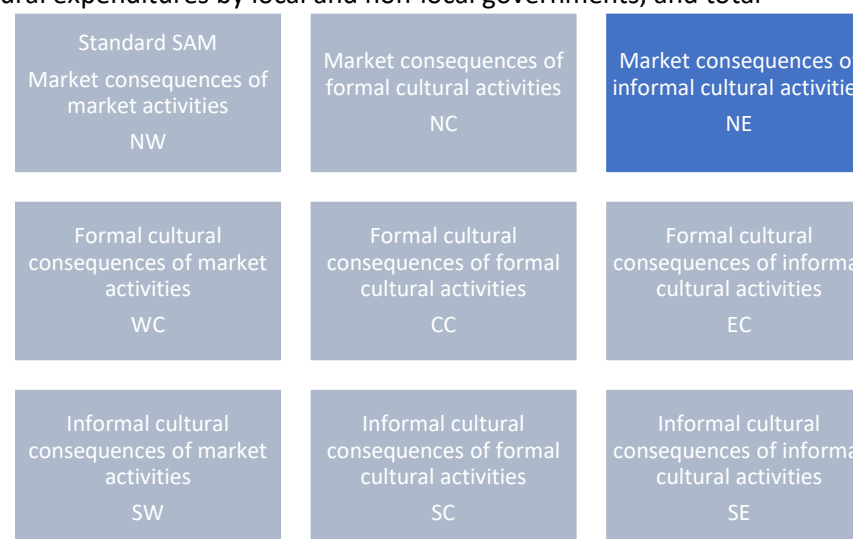 ural expenditures by local and non-local governments, and total
Standard SAM
Market consequences of
market activities
NW
Market consequences of
formal cultural activities
NC
Market consequences of
informal cultural activitie
NE
Formal cultural
consequences of market
activities
WC
Formal cultural
consequences of formal
cultural activities
CC
Formal cultural
consequences of informa
cultural activities
EC
Informal cultural
consequences of market
activities
SW
Informal cultural
consequences of formal
cultural activities
SC
Informal cultural
consequences of informa
cultural activities
SE